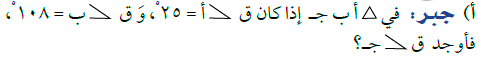 أ) جبر: في △ أ ب جـ إذا كان ق ∠ أ = ٢٥°، وَ ق ∠ ب = ١٠٨°،
فأوجد ق ∠ جـ؟